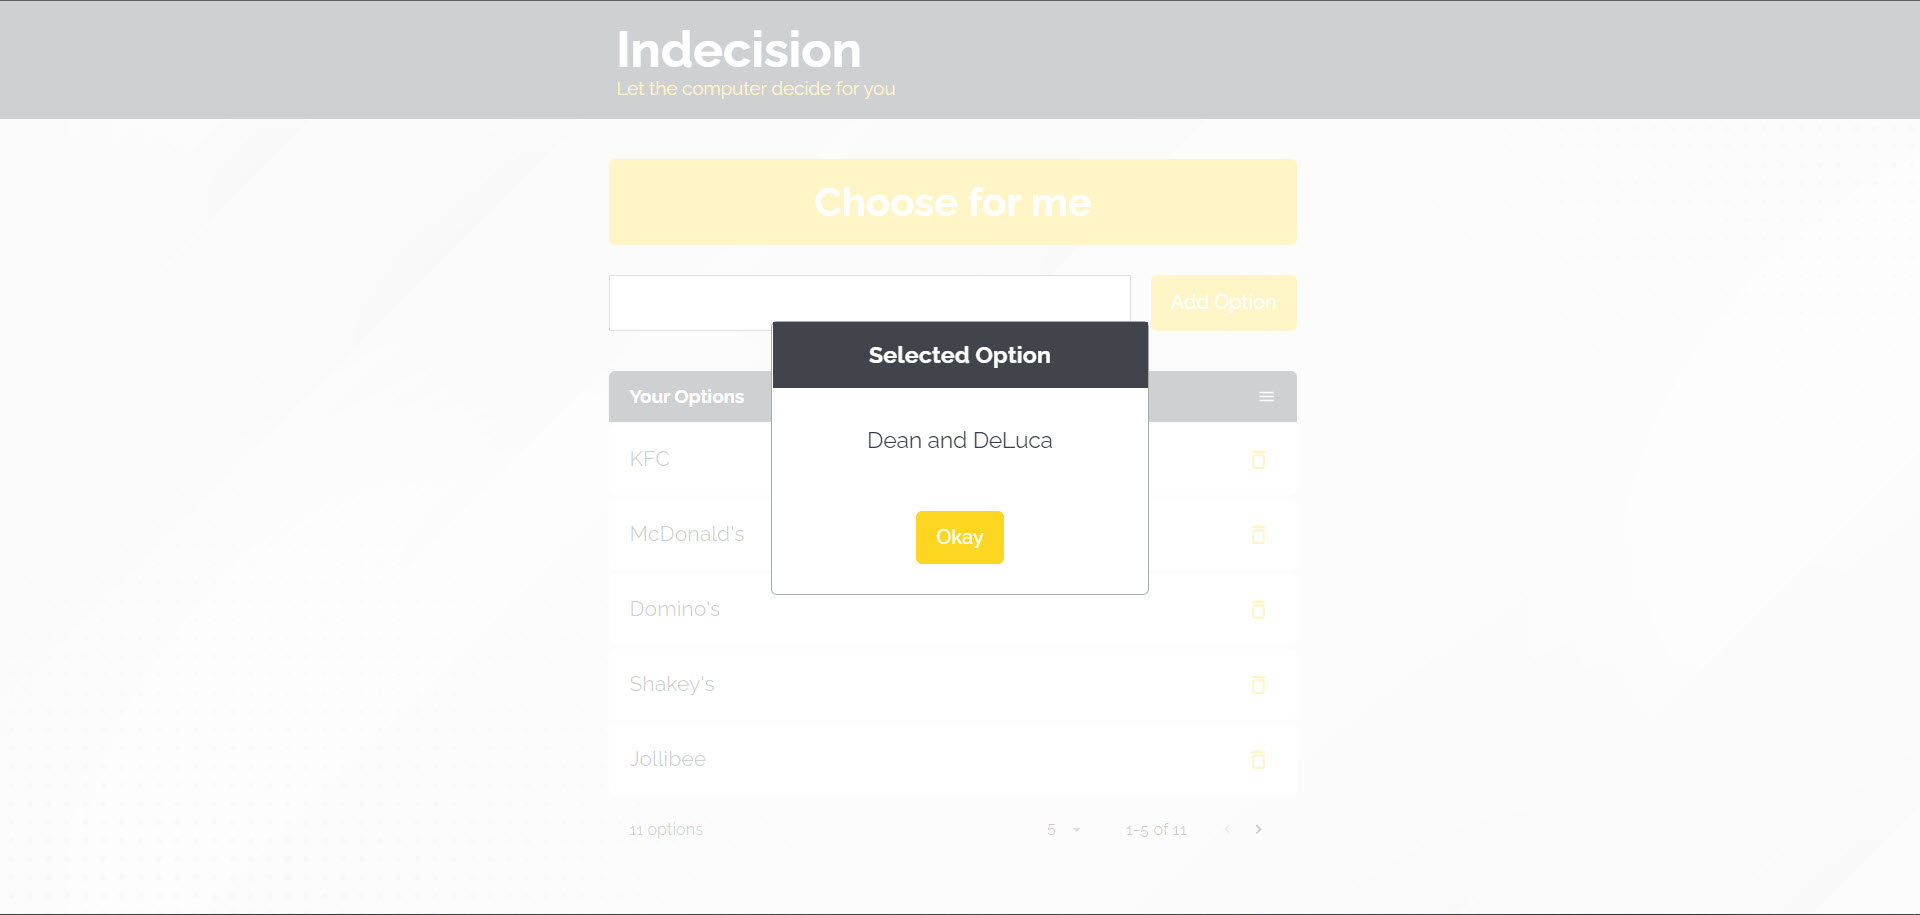 Indecision
Let the computer decide for you
Choose for me
Add Option
Selected Option
Your Options
Dean and DeLuca
KFC
McDonald's
Okay
Domino's
Shakey's
Jollibee
11 options 5 1-5 of 11